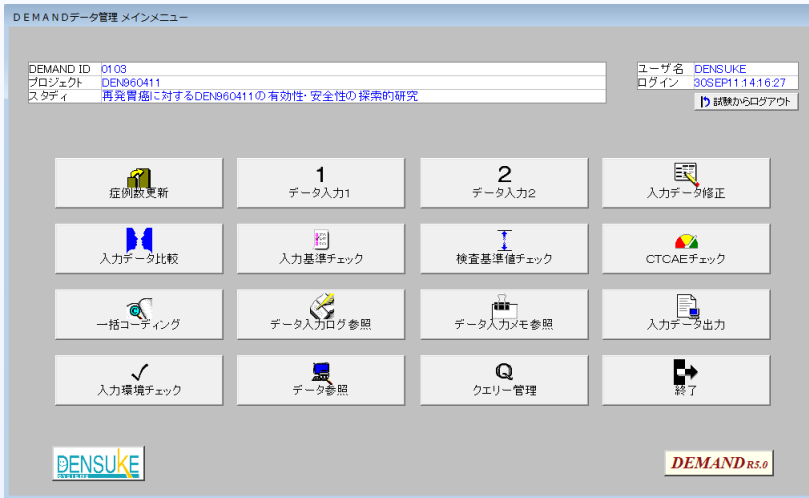 DEMANDデータ管理 メインメニュー
DEMAND ID 0103
プロジェクト DEN960411
スタディ 再発胃癌に対するDEN960411の有効性・安全性の探索的研究
ユーザ名 DENSUKE
ログイン 30SEP11:14:16:27
試験からログアウト
症例数更新
1
データ入力1
2
データ入力2
入力データ修正
入力データ比較
入力基準チェック
検査基準値チェック
CTCAEチェック
一括コーディング
データ入力ログ参照
データ入力メモ参照
入力データ出力
入力環境チェック
データ参照
Q
クエリー管理
終了
DENSUKE
SYSTEMS
DEMAND R5.0